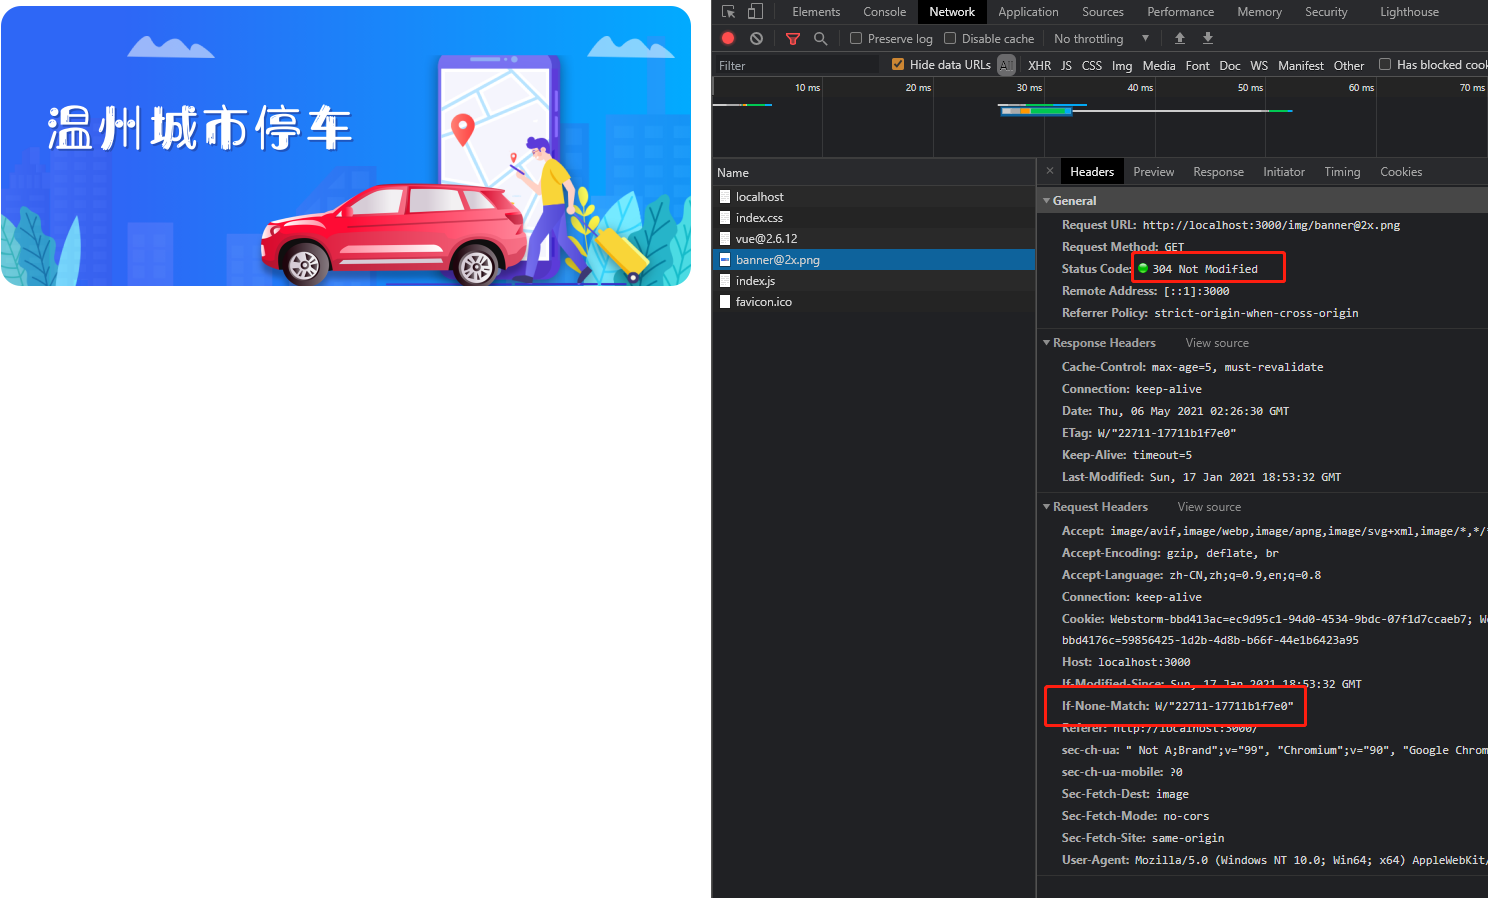 温州城市停车
Elements Console Network Application Sources Performance Memory Security Lighthouse
Preserve log Disable cache No throttling
Filter Hide data URLs All XHR JS CSS Img Media Font Doc WS Manifest Other Has blocked cook
10 ms 20 ms 30 ms 40 ms 50 ms 60 ms 70 ms
Name
localhost
index.css
vue@2.6.12
banner@2x.png
index.js
favicon.ico
× Headers Preview Response Initiator Timing Cookies
General
Request URL: http://localhost:3000/img/banner@2x.png
Request Method: GET
Status Code: 304 Not Modified
Remote Address: [::1]:3000
Referrer Policy: strict-origin-when-cross-origin
Response Headers View source
Cache-Control: max-age=5, must-revalidate
Connection: keep-alive
Date: Thu, 06 May 2021 02:26:30 GMT
ETag: W/"22711-17711b1f7e0"
Keep-Alive: timeout=5
Last-Modified: Sun, 17 Jan 2021 18:53:32 GMT
Request Headers View source
Accept: image/avif,image/webp,image/apng,image/svg+xml,image/*,*/*
Accept-Encoding: gzip, deflate, br
Accept-Language: zh-CN,zh;q=0.9,en;q=0.8
Connection: keep-alive
Cookie: Webstorm-bbd413ac=ec9d95c1-94d0-4534-9bdc-07f1d7ccaeb7; We
bbd4176c=59856425-1d2b-4d8b-b66f-44e1b6423a95
Host: localhost:3000
If-Modified-Since: Sun, 17 Jan 2021 18:53:32 GMT
If-None-Match: W/"22711-17711b1f7e0"
Referer: http://localhost:3000/
sec-ch-ua: " Not A;Brand";v="99", "Chromium";v="90", "Google Chrom
sec-ch-ua-mobile: ?0
Sec-Fetch-Dest: image
Sec-Fetch-Mode: no-cors
Sec-Fetch-Site: same-origin
User-Agent: Mozilla/5.0 (Windows NT 10.0; Win64; x64) AppleWebKit/